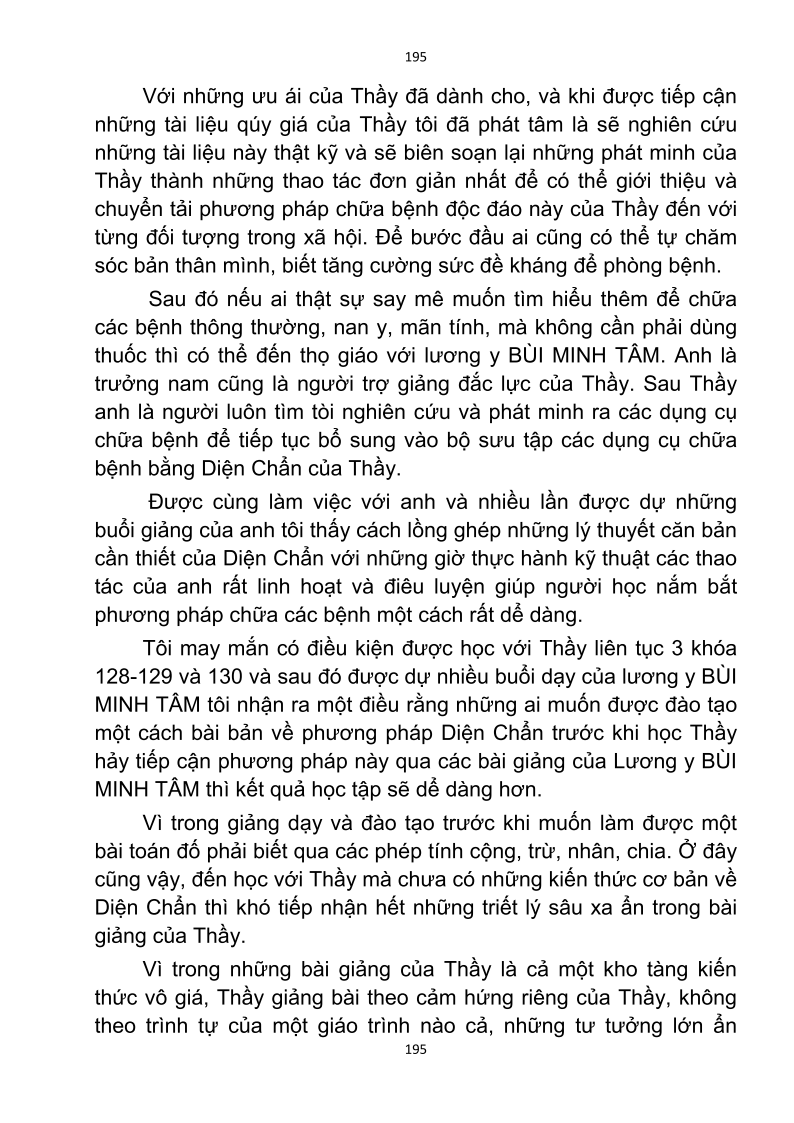 195
Với những ưu ái của Thầy đã dành cho, và khi được tiếp cận
những tài liệu qúy giá của Thầy tôi đã phát tâm là sẽ nghiên cứu
những tài liệu này thật kỹ và sẽ biên soạn lại những phát minh của
Thầy thành những thao tác đơn giản nhất để có thể giới thiệu và
chuyển tải phương pháp chữa bệnh độc đáo này của Thầy đến với
từng đối tượng trong xã hội. Để bước đầu ai cũng có thể tự chăm
sóc bản thân mình, biết tăng cường sức đề kháng để phòng bệnh.
Sau đó nếu ai thật sự say mê muốn tìm hiểu thêm để chữa
các bệnh thông thường, nan y, mãn tính, mà không cần phải dùng
thuốc thì có thể đến thọ giáo với lương y BÙI MINH TÂM. Anh là
trưởng nam cũng là người trợ giảng đắc lực của Thầy. Sau Thầy
anh là người luôn tìm tòi nghiên cứu và phát minh ra các dụng cụ
chữa bệnh để tiếp tục bổ sung vào bộ sưu tập các dụng cụ chữa
bệnh bằng Diện Chẩn của Thầy.
Được cùng làm việc với anh và nhiều lần được dự những
buổi giảng của anh tôi thấy cách lồng ghép những lý thuyết căn bản
cần thiết của Diện Chẩn với những giờ thực hành kỹ thuật các thao
tác của anh rất linh hoạt và điêu luyện giúp người học nắm bắt
phương pháp chữa các bệnh một cách rất dể dàng.
Tôi may mắn có điều kiện được học với Thầy liên tục 3 khóa
128-129 và 130 và sau đó được dự nhiều buổi dạy của lương y BÙI
MINH TÂM tôi nhận ra một điều rằng những ai muốn được đào tạo
một cách bài bản về phương pháp Diện Chẩn trước khi học Thầy
hảy tiếp cận phương pháp này qua các bài giảng của Lương y BÙI
MINH TÂM thì kết quả học tập sẽ dể dàng hơn.
Vì trong giảng dạy và đào tạo trước khi muốn làm được một
bài toán đố phải biết qua các phép tính cộng, trừ, nhân, chia. Ở đây
cũng vậy, đến học với Thầy mà chưa có những kiến thức cơ bản về
Diện Chẩn thì khó tiếp nhận hết những triết lý sâu xa ẩn trong bài
giảng của Thầy.
Vì trong những bài giảng của Thầy là cả một kho tàng kiến
thức vô giá, Thầy giảng bài theo cảm hứng riêng của Thầy, không
theo trình tự của một giáo trình nào cả, những tư tưởng lớn ẩn
195